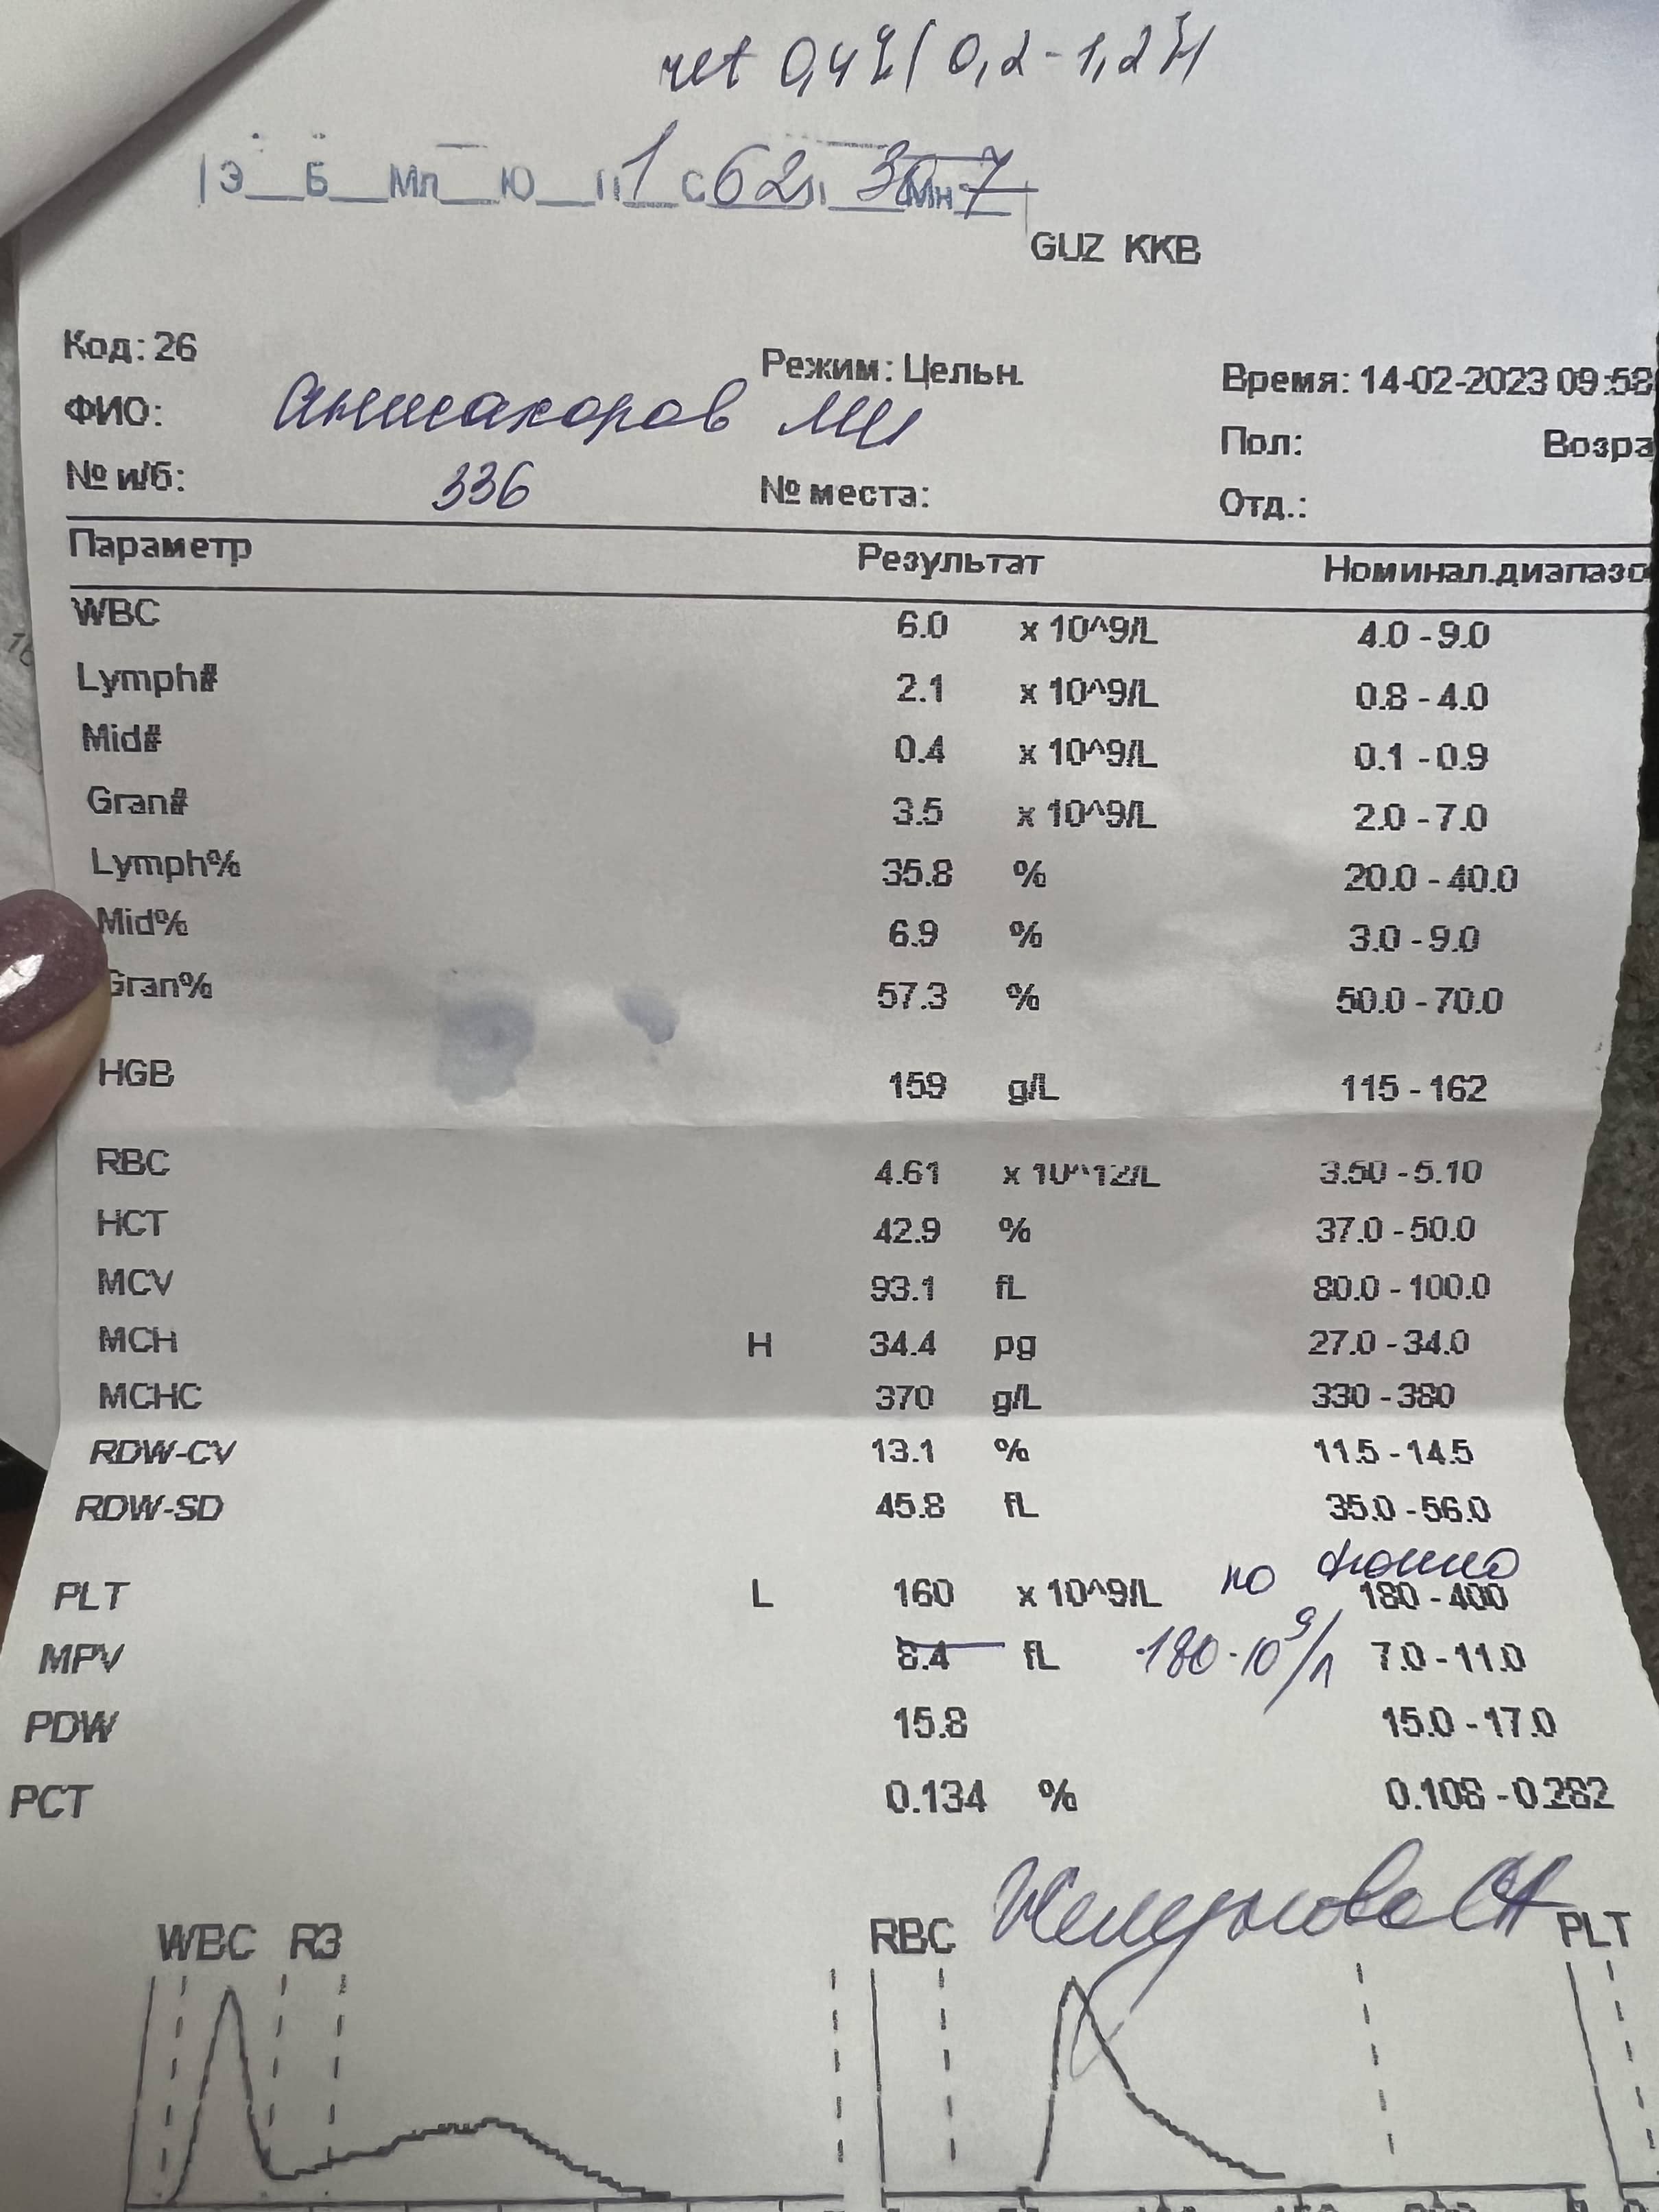 ret 0,4% ( 0,2 - 1,2%)
Э__Б__Мл__Ю__П 1 С 62 Л 30 Мн 7
GUZ KKB
Код: 26 Режим: Цельн. Время: 14-02-2023 09:58
ФИО: Пол: Возра
№ и/б: 336 № места: Отд.:
Параметр Результат Номинал.диапазо
WBC 6.0 x 10^9/L 4.0 - 9.0
Lymph# 2.1 x 10^9/L 0.8 - 4.0
Mid# 0.4 x 10^9/L 0.1 - 0.9
Gran# 3.5 x 10^9/L 2.0 - 7.0
Lymph% 35.8 % 20.0 - 40.0
Mid% 6.9 % 3.0 - 9.0
Gran% 57.3 % 50.0 - 70.0
HGB 159 g/L 115 - 162
RBC 4.61 x 10^12/L 3.50 - 5.10
HCT 42.9 % 37.0 - 50.0
MCV 93.1 fL 80.0 - 100.0
MCH H 34.4 pg 27.0 - 34.0
MCHC 370 g/L 330 - 380
RDW-CV 13.1 % 11.5 - 14.5
RDW-SD 45.8 fL 35.0 - 56.0
по Фонио
PLT L 160 x 10^9/L 180 - 400
MPV 8.4 fL 180·10⁹/л 7.0 - 11.0
PDW 15.8 15.0 - 17.0
PCT 0.134 % 0.108 - 0.282
WBC R3 RBC PLT